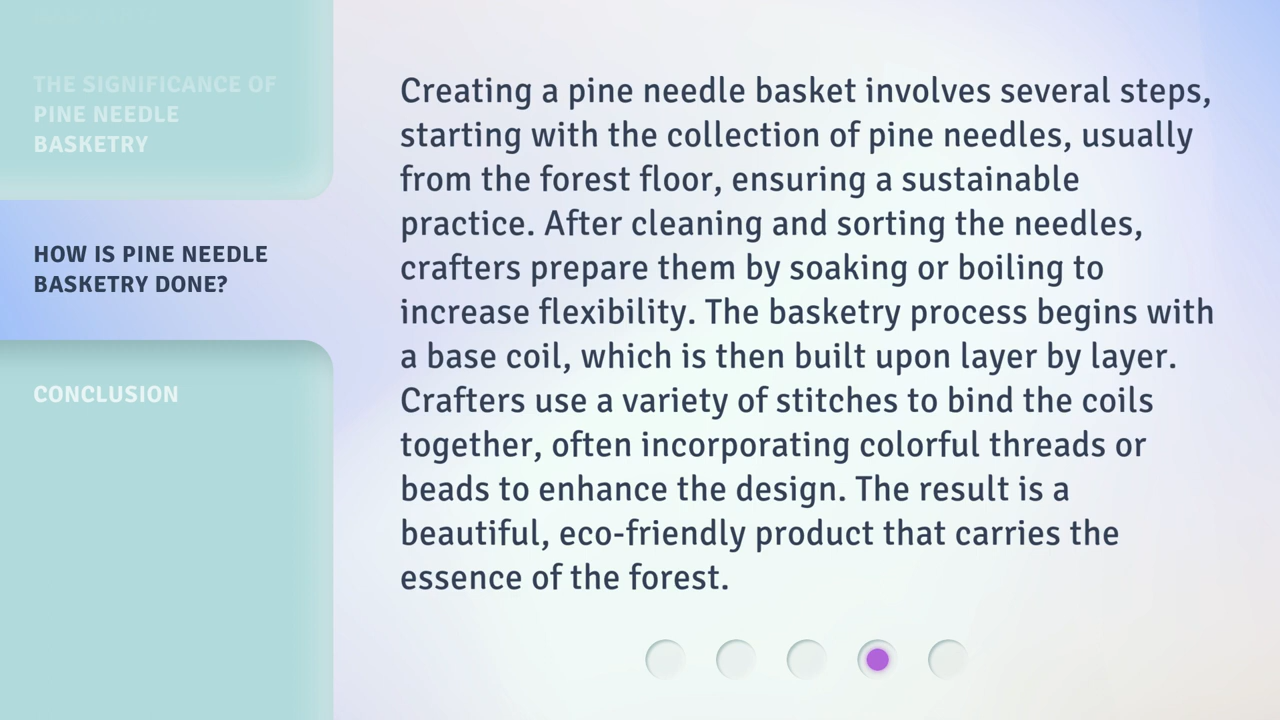 THE SIGNIFICANCE OF
PINE NEEDLE
BASKETRY
HOW IS PINE NEEDLE
BASKETRY DONE?
CONCLUSION
Creating a pine needle basket involves several steps,
starting with the collection of pine needles, usually
from the forest floor, ensuring a sustainable
practice. After cleaning and sorting the needles,
crafters prepare them by soaking or boiling to
increase flexibility. The basketry process begins with
a base coil, which is then built upon layer by layer.
Crafters use a variety of stitches to bind the coils
together, often incorporating colorful threads or
beads to enhance the design. The result is a
beautiful, eco-friendly product that carries the
essence of the forest.